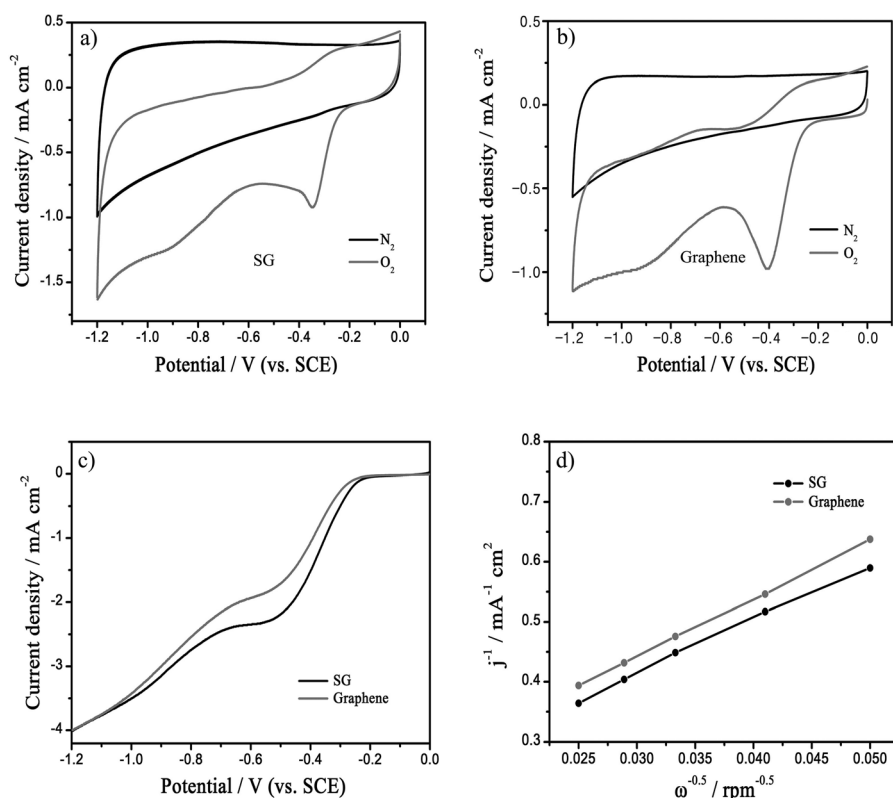 a)
0.5
0.0
-0.5
-1.0
-1.5
Current density / mA cm⁻²
N₂
O₂
SG
-1.2 -1.0 -0.8 -0.6 -0.4 -0.2 0.0
Potential / V (vs. SCE)
b)
0.5
0.0
−0.5
−1.0
Current density / mA cm⁻²
N₂
O₂
Graphene
−1.2 −1.0 −0.8 −0.6 −0.4 −0.2 0.0
Potential / V (vs. SCE)
c)
0
-1
-2
-3
-4
Current density / mA cm⁻²
SG
Graphene
-1.2 -1.0 -0.8 -0.6 -0.4 -0.2 0.0
Potential / V (vs. SCE)
d)
0.8
0.7
0.6
0.5
0.4
0.3
j⁻¹ / mA⁻¹ cm²
SG
Graphene
0.025 0.030 0.035 0.040 0.045 0.050
ω⁻⁰·⁵ / rpm⁻⁰·⁵